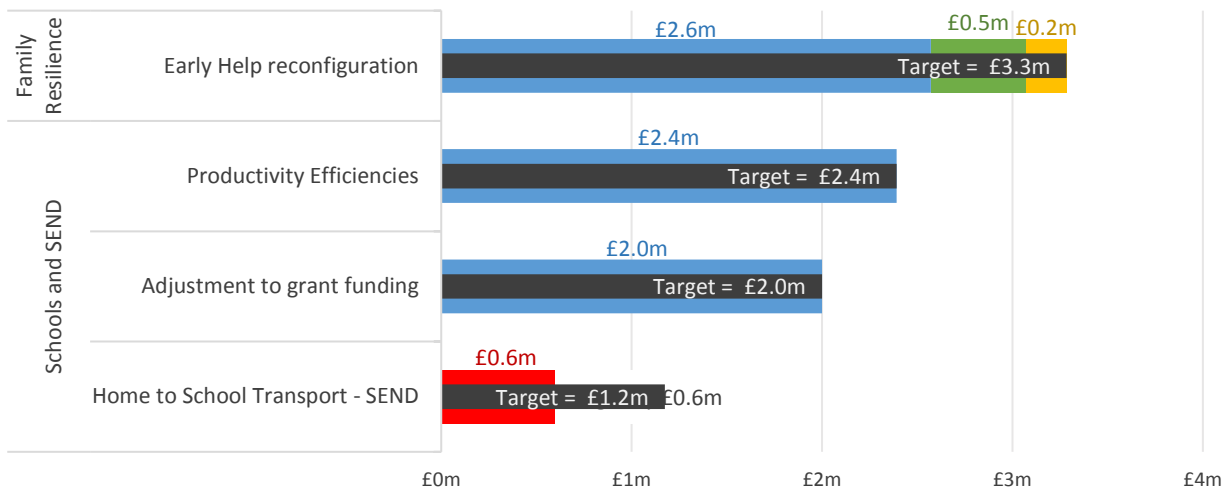 Family
Resilience
Early Help reconfiguration
£2.6m
£0.5m
£0.2m
Target = £3.3m
Schools and SEND
Productivity Efficiencies
£2.4m
Target = £2.4m
Adjustment to grant funding
£2.0m
Target = £2.0m
Home to School Transport - SEND
£0.6m
Target = £1.2m
£0.6m
£0m £1m £2m £3m £4m